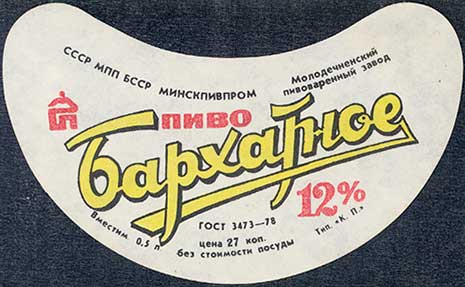 СССР МПП БССР МИНСКПИВПРОМ
Молодечненский
пивоваренный завод
ПИВО
Бархатное
12%
Вместим. 0,5 л
ГОСТ 3473—78
цена 27 коп.
без стоимости посуды
Тип. «К. П.»